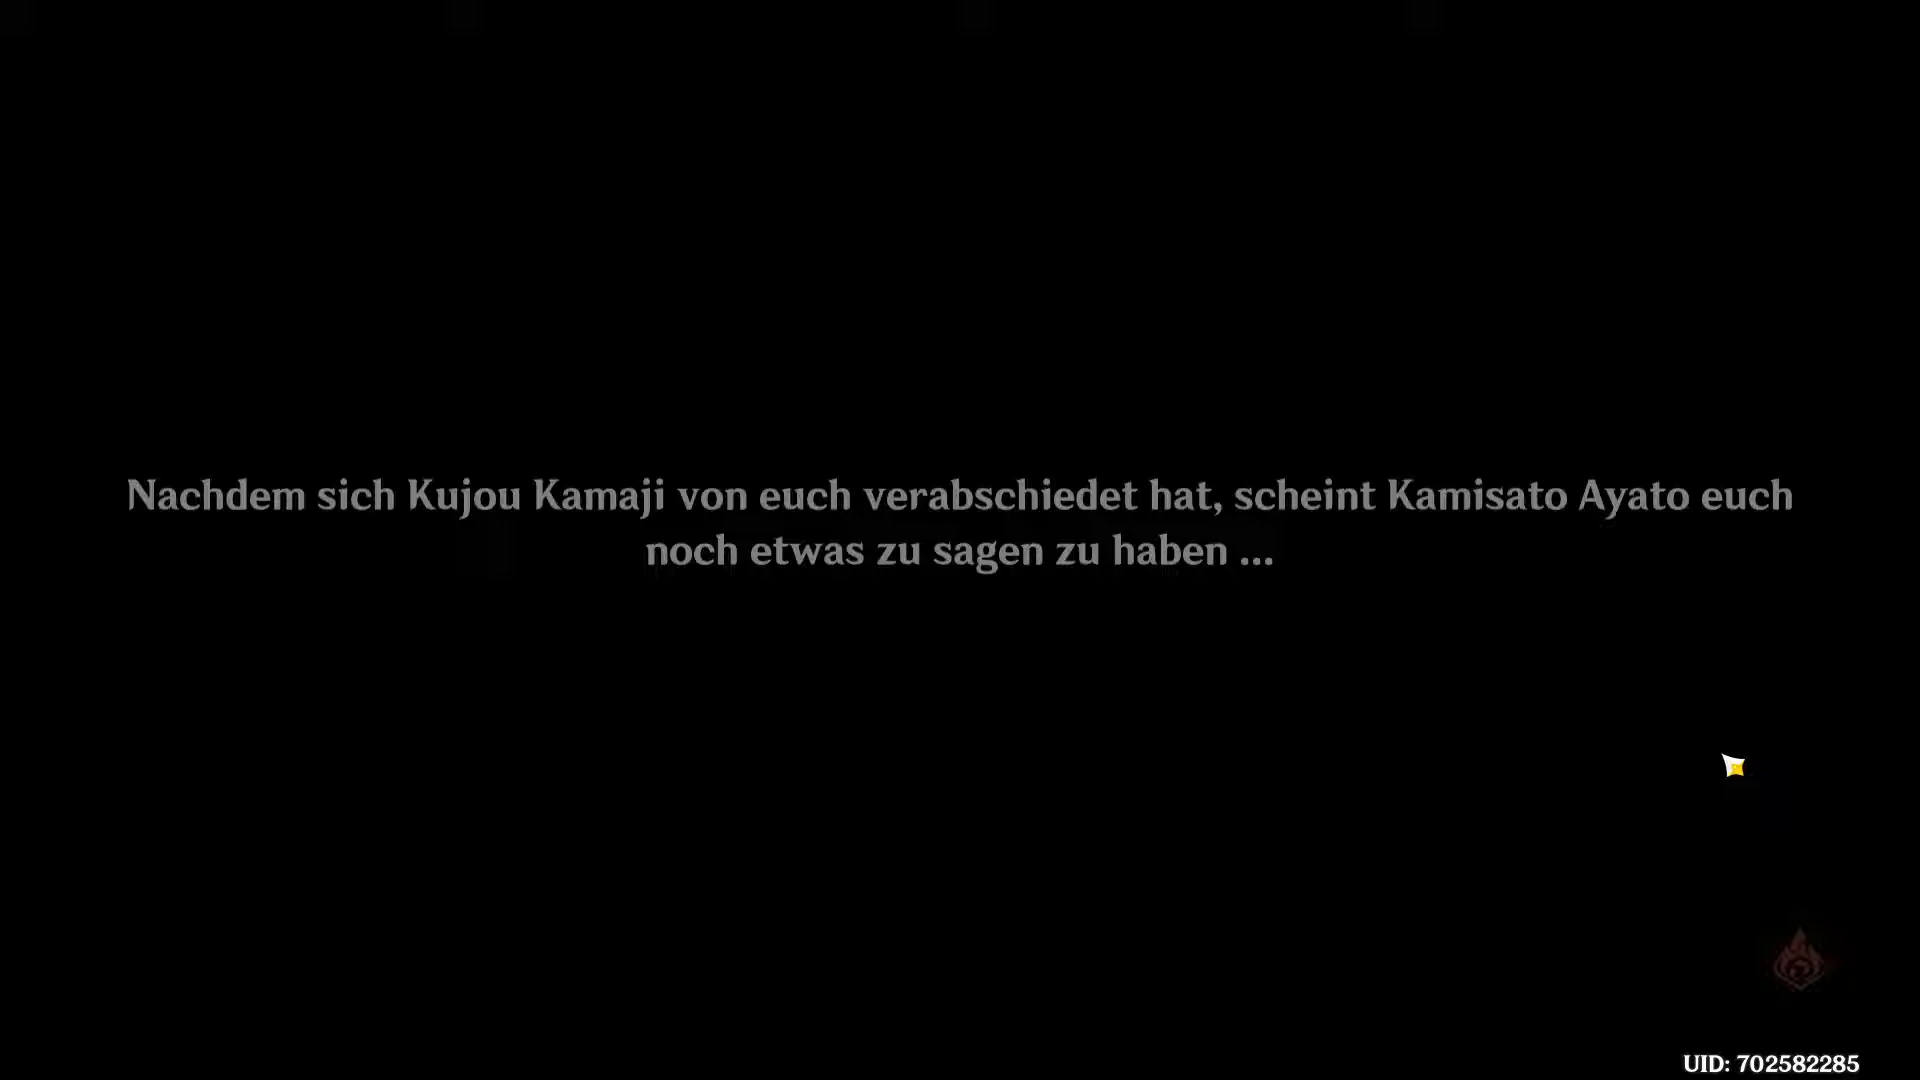 Nachdem sich Kujou Kamaji von euch verabschiedet hat, scheint Kamisato Ayato euch
noch etwas zu sagen zu haben ...
UID: 702582285